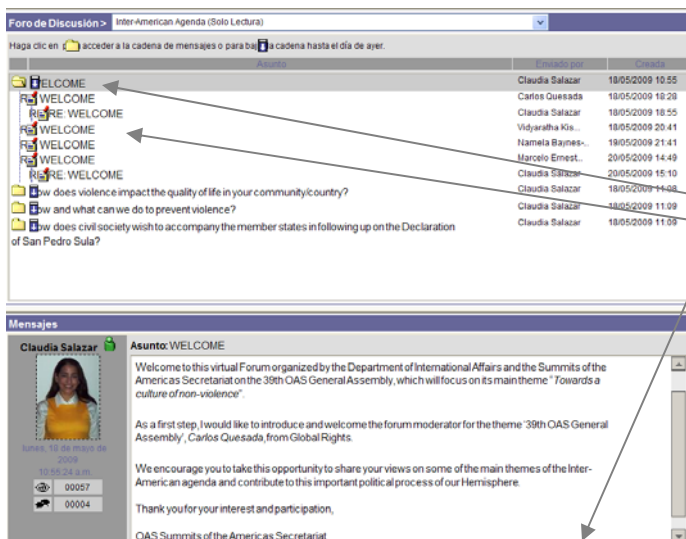 Foro de Discusión > Inter-American Agenda (Solo Lectura)
Haga clic en acceder a la cadena de mensajes o para baj a cadena hasta el día de ayer.
Asunto Enviado por Creada
ELCOME Claudia Salazar 18/05/2009 10:55
WELCOME Carlos Quesada 18/05/2009 18:28
RE: WELCOME Claudia Salazar 18/05/2009 18:55
WELCOME Vidyaratha Kis... 18/05/2009 20:41
WELCOME Namela Baynes-.. 19/05/2009 21:41
WELCOME Marcelo Ernest.. 20/05/2009 14:49
RE: WELCOME Claudia Salazar 20/05/2009 15:10
ow does violence impact the quality of life in your community/country? Claudia Salazar 18/05/2009 11:08
ow and what can we do to prevent violence? Claudia Salazar 18/05/2009 11:09
ow does civil society wish to accompany the member states in following up on the Declaration Claudia Salazar 18/05/2009 11:09
of San Pedro Sula?
Mensajes
Claudia Salazar
lunes, 18 de mayo de
2009
10:55:24 a.m.
00057
00004
Asunto: WELCOME
Welcome to this virtual Forum organized by the Department of International Affairs and the Summits of the
Americas Secretariat on the 39th OAS General Assembly, which will focus on its main theme "Towards a
culture of non-violence".
As a first step, I would like to introduce and welcome the forum moderator for the theme '39th OAS General
Assembly', Carlos Quesada, from Global Rights.
We encourage you to take this opportunity to share your views on some of the main themes of the Inter-
American agenda and contribute to this important political process of our Hemisphere.
Thank you for your interest and participation,
OAS Summits of the Americas Secretariat